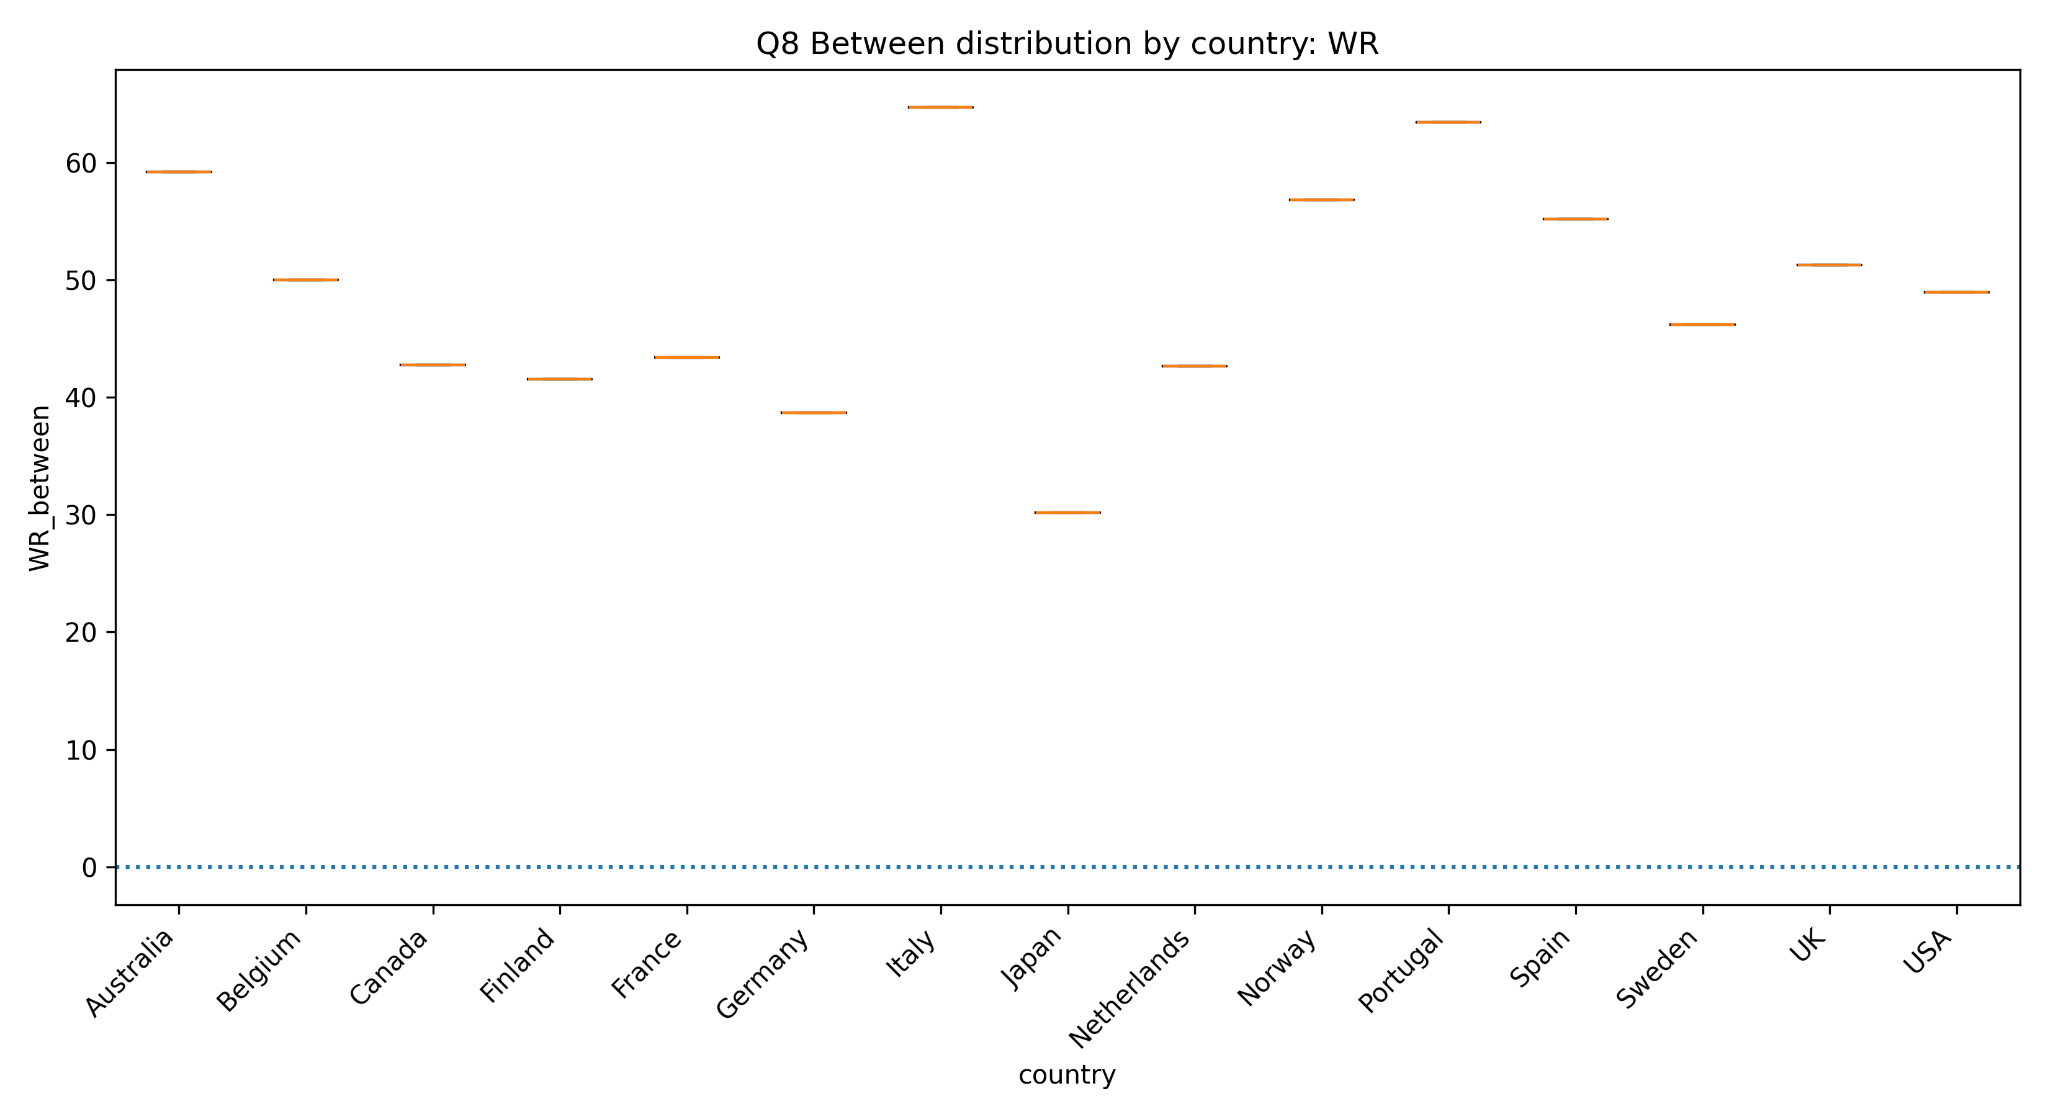 Q8 Between distribution by country: WR
WR_between
60
50
40
30
20
10
0
Australia
Belgium
Canada
Finland
France
Germany
Italy
Japan
Netherlands
Norway
Portugal
Spain
Sweden
UK
USA
country